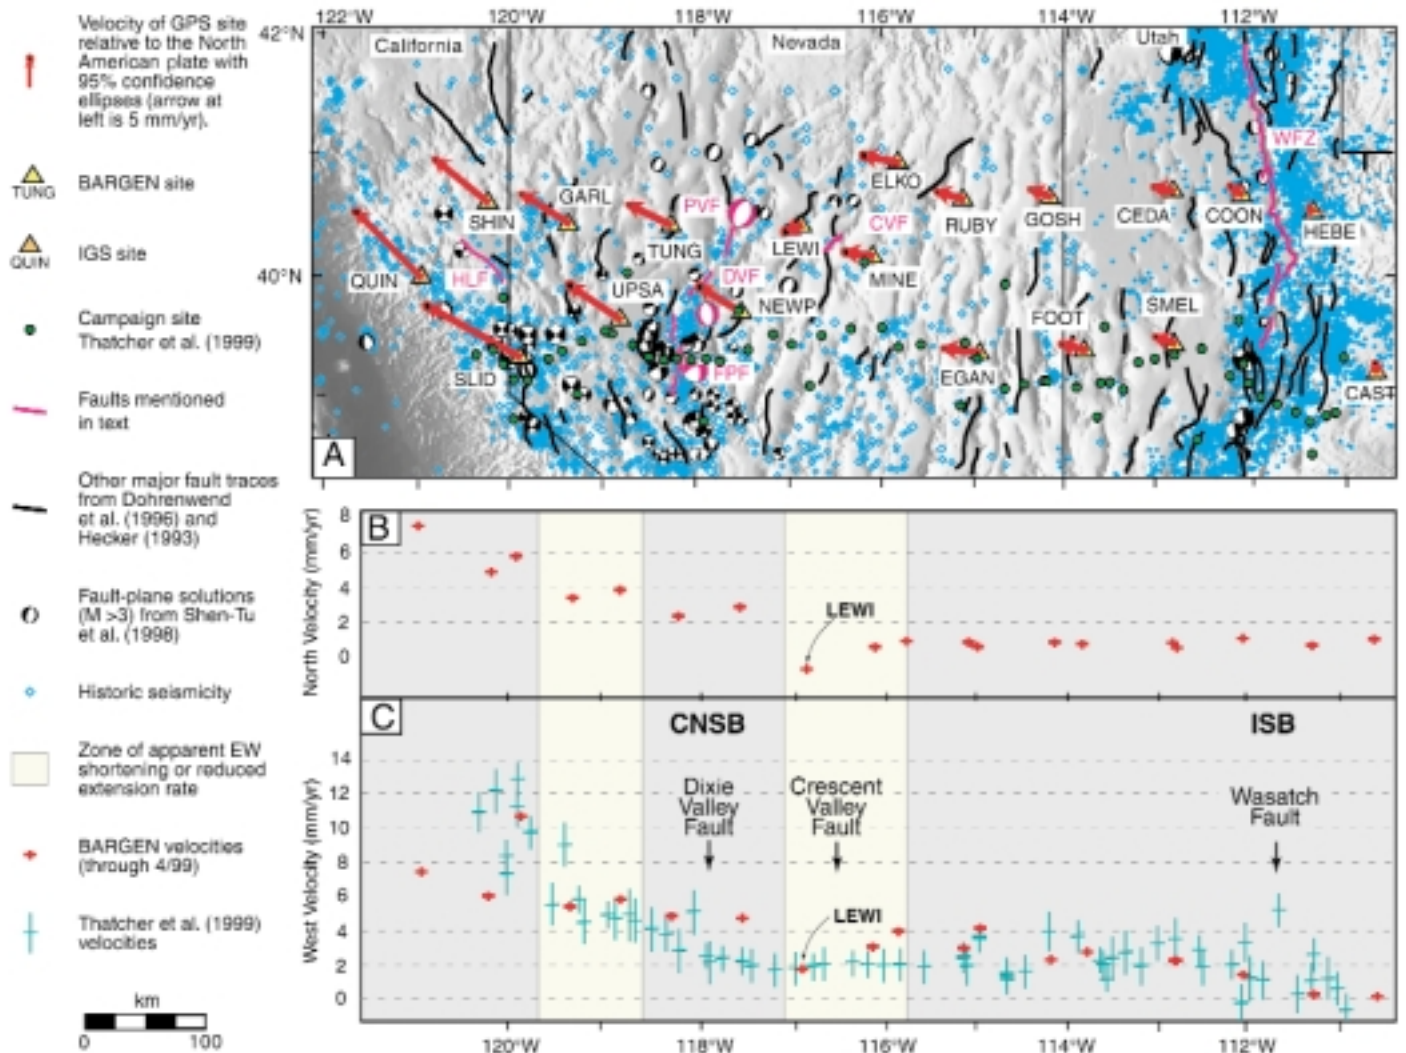 Velocity of GPS site
relative to the North
American plate with
95% confidence
ellipses (arrow at
left is 5 mm/yr).
TUNG
BARGEN site
QUIN
IGS site
Campaign site
Thatcher et al. (1999)
Faults mentioned
in text
Other major fault traces
from Dohrenwend
et al. (1996) and
Hecker (1993)
Fault-plane solutions
(M >3) from Shen-Tu
et al. (1998)
Historic seismicity
Zone of apparent EW
shortening or reduced
extension rate
BARGEN velocities
(through 4/99)
Thatcher et al. (1999)
velocities
km
0 100
122°W 120°W 118°W 116°W 114°W 112°W
42°N
40°N
California Nevada Utah
WFZ
ELKO
SHIN GARL PVF CVF RUBY GOSH CEDA COON HEBE
TUNG LEWI
QUIN HLF UPSA DVF NEWP MINE
FOOT SMEL
SLID FPF EGAN CAST
A
B
North Velocity (mm/yr)
8
6
4
2
0
LEWI
C
CNSB ISB
West Velocity (mm/yr)
14
12
10
8
6
4
2
0
Dixie
Valley
Fault
Crescent
Valley
Fault
Wasatch
Fault
LEWI
120°W 118°W 116°W 114°W 112°W